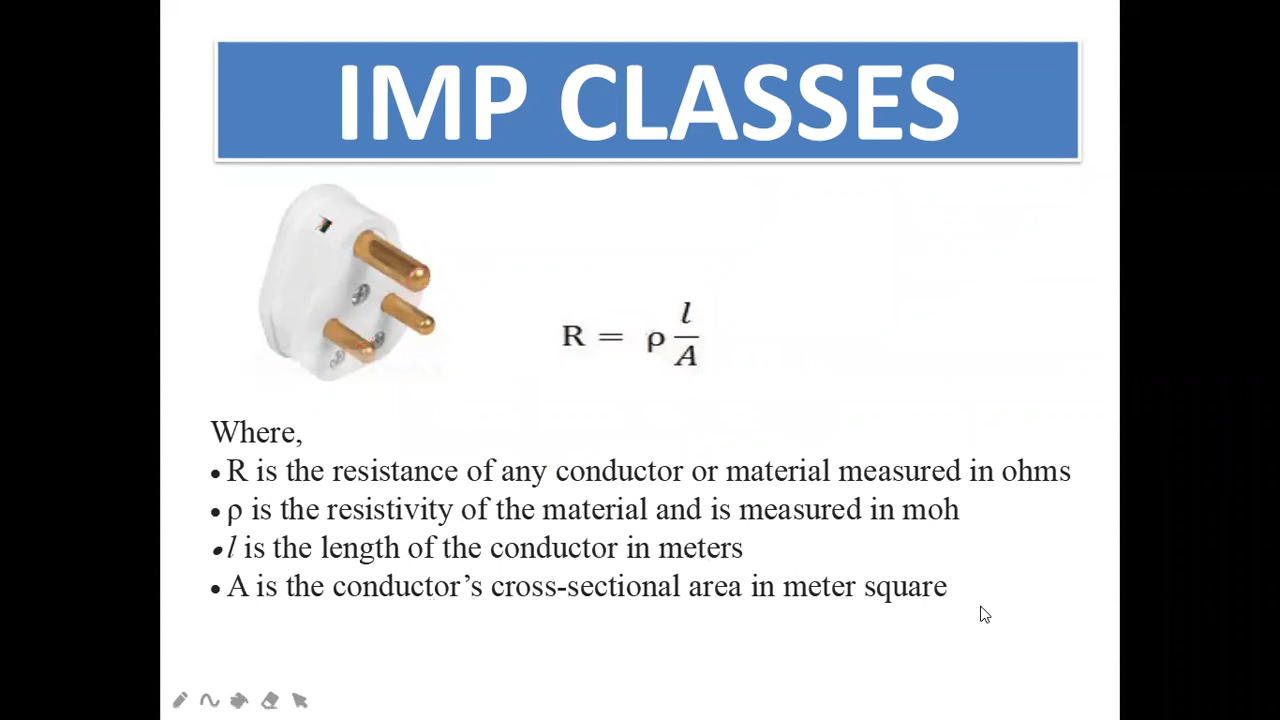 IMP CLASSES
R = ρ l/A
Where,
• R is the resistance of any conductor or material measured in ohms
• ρ is the resistivity of the material and is measured in moh
• l is the length of the conductor in meters
• A is the conductor’s cross-sectional area in meter square